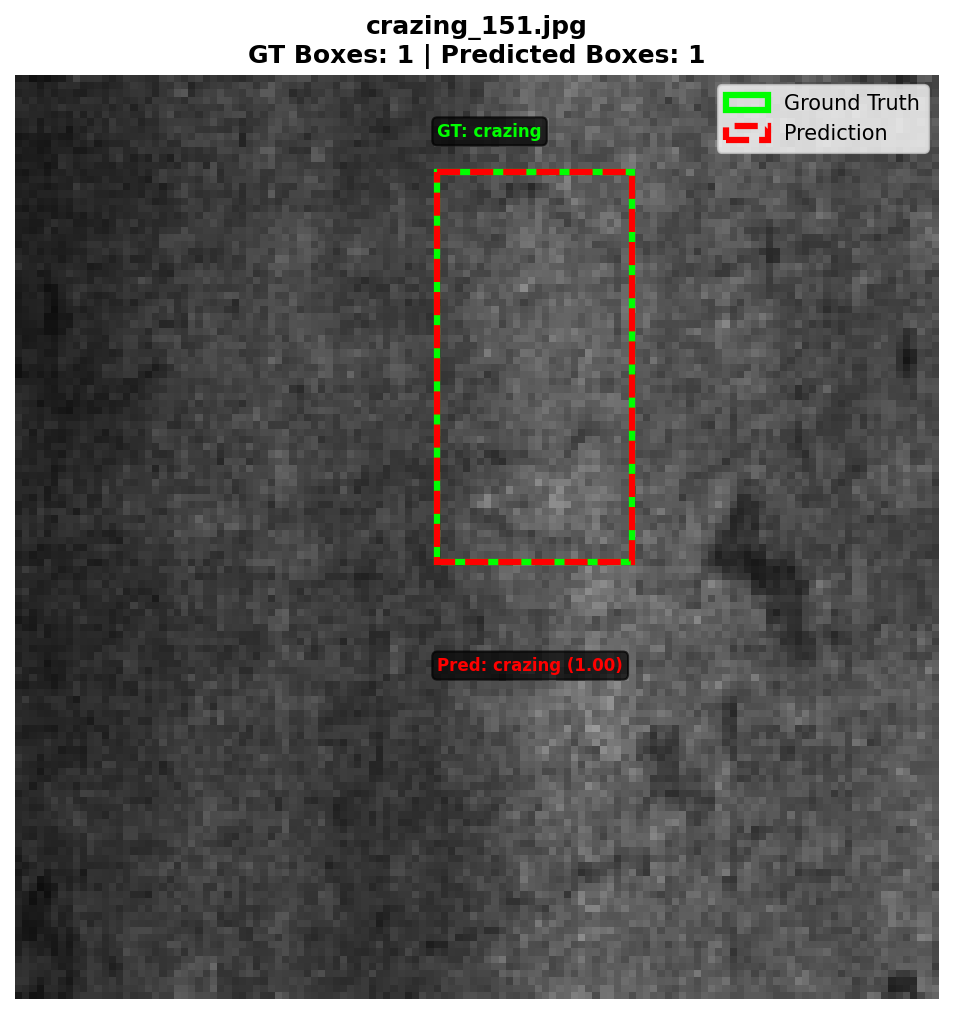 crazing_151.jpg
GT Boxes: 1 | Predicted Boxes: 1
Ground Truth
Prediction
GT: crazing
Pred: crazing (1.00)